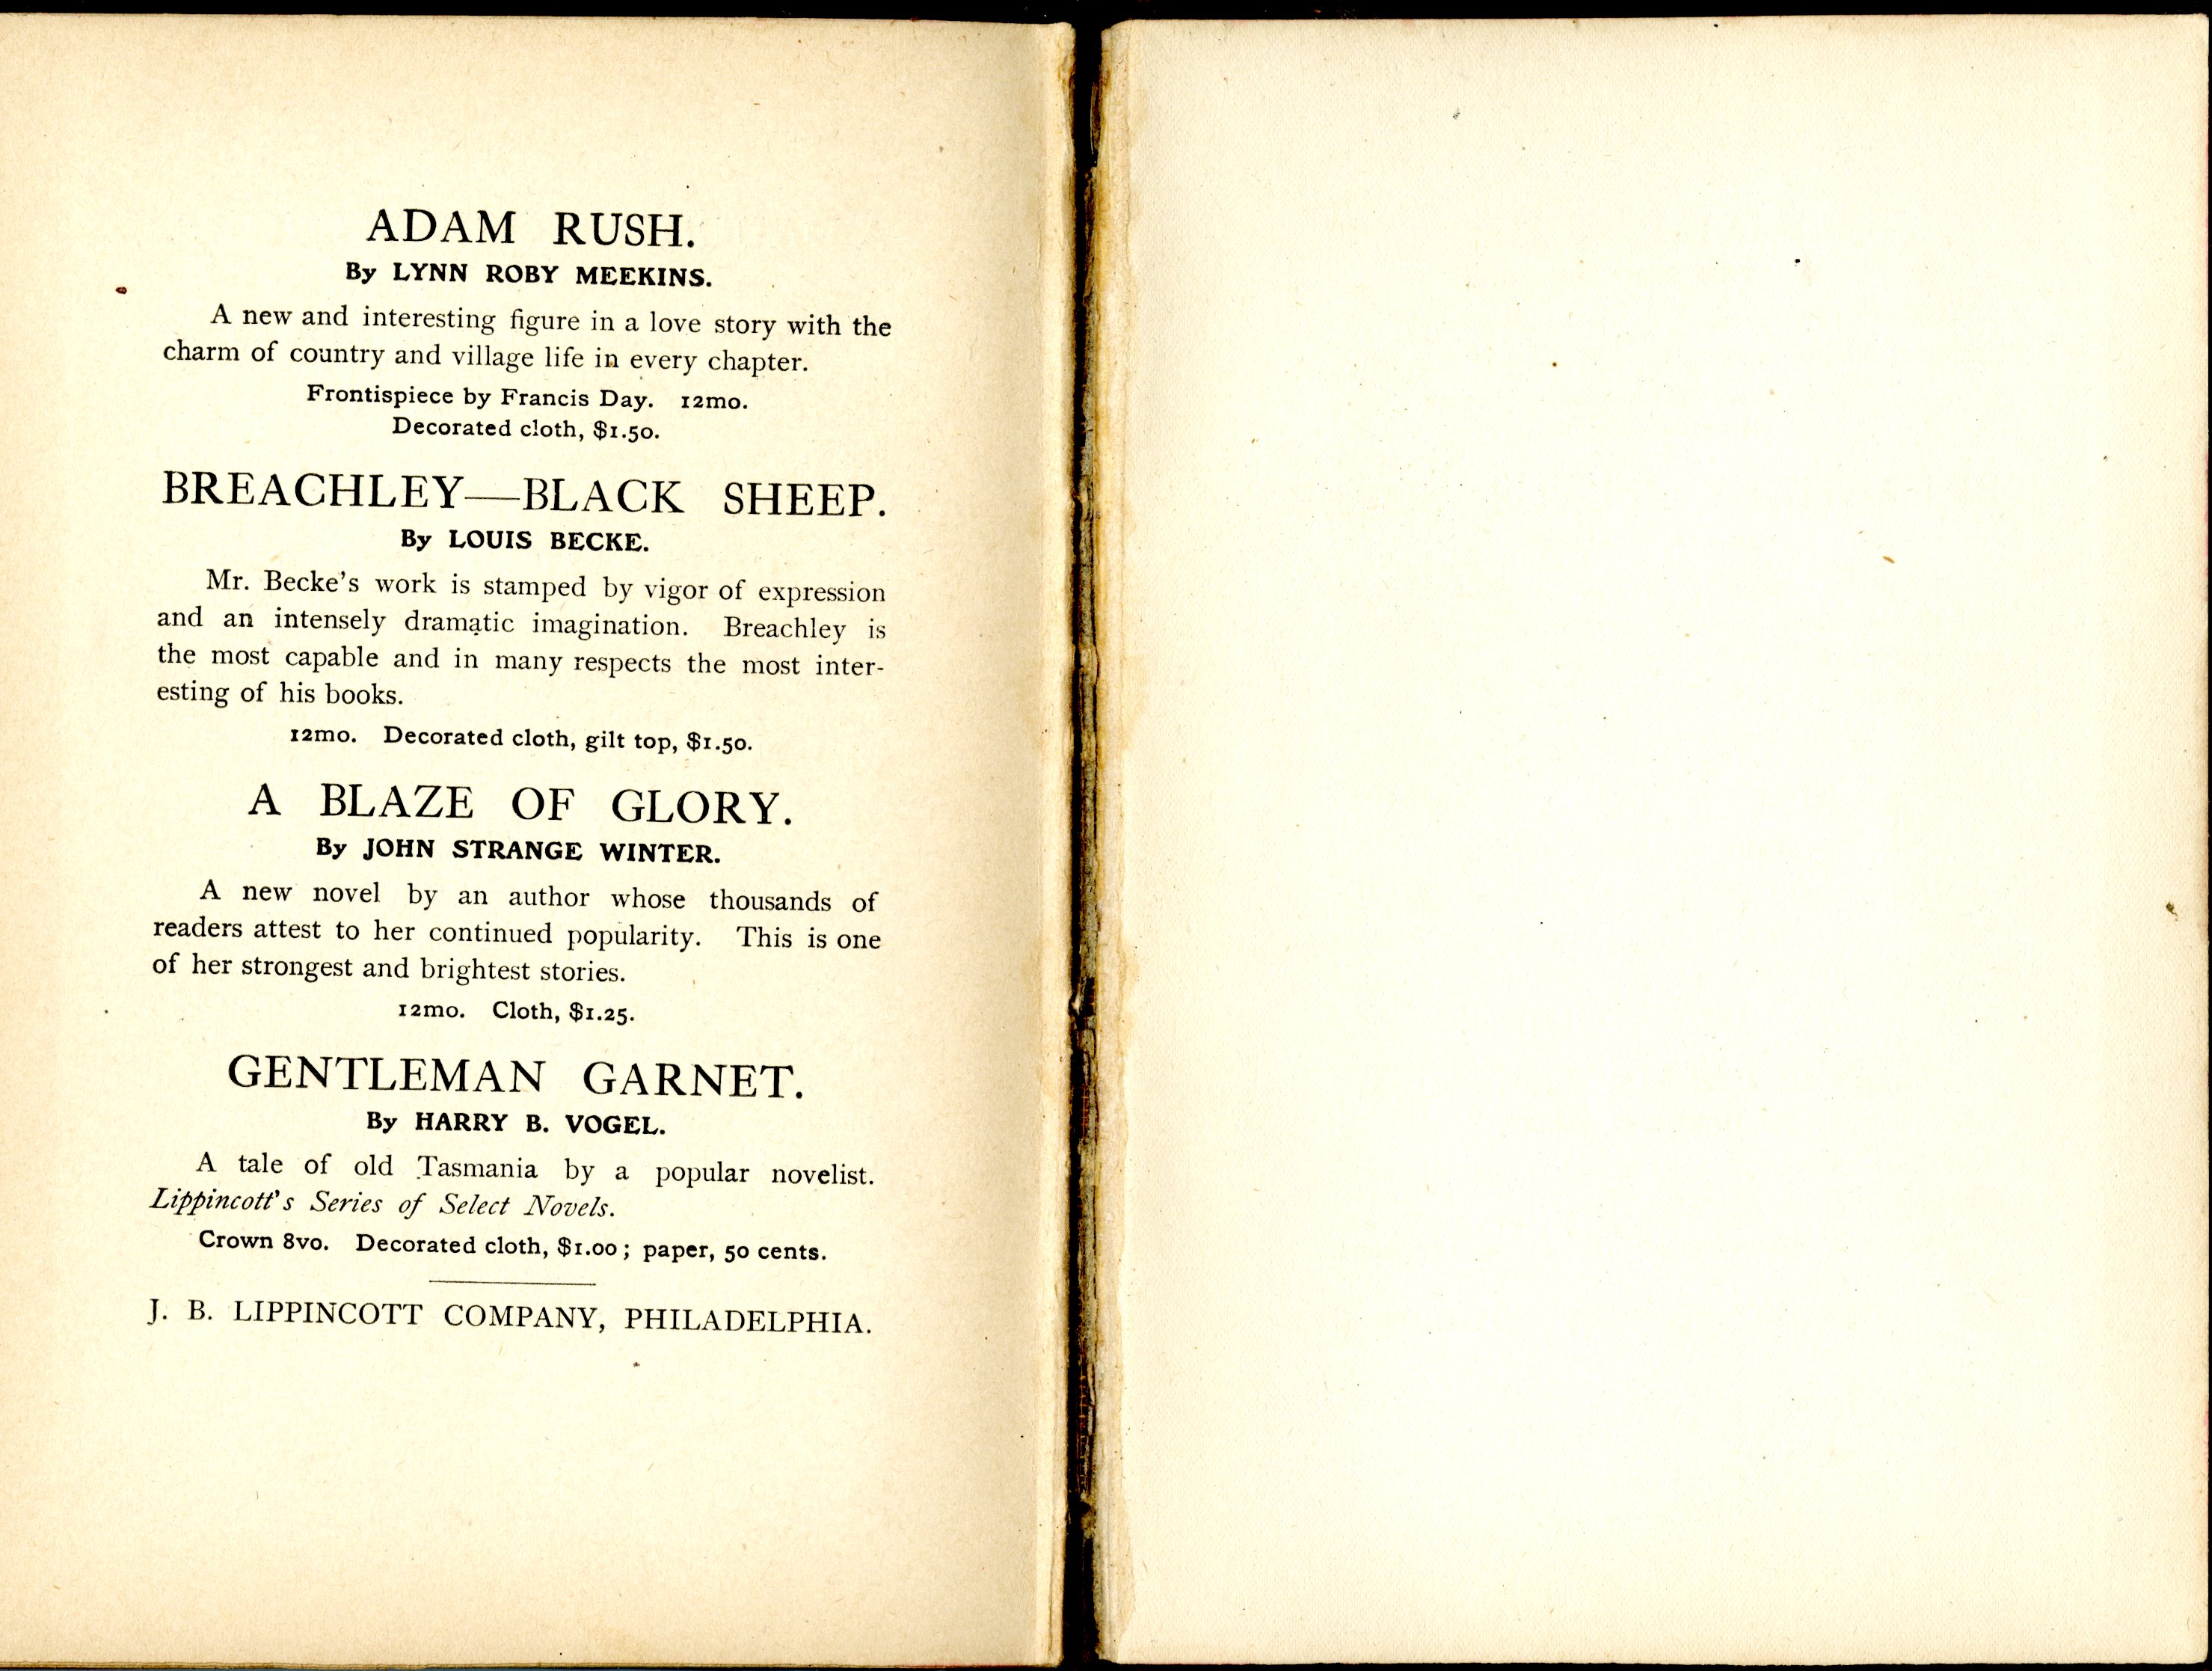 ADAM RUSH.
By LYNN ROBY MEEKINS.
A new and interesting figure in a love story with the
charm of country and village life in every chapter.
Frontispiece by Francis Day. 12mo.
Decorated cloth, $1.50.
BREACHLEY—BLACK SHEEP.
By LOUIS BECKE.
Mr. Becke's work is stamped by vigor of expression
and an intensely dramatic imagination. Breachley is
the most capable and in many respects the most inter-
esting of his books.
12mo. Decorated cloth, gilt top, $1.50.
A BLAZE OF GLORY.
By JOHN STRANGE WINTER.
A new novel by an author whose thousands of
readers attest to her continued popularity. This is one
of her strongest and brightest stories.
12mo. Cloth, $1.25.
GENTLEMAN GARNET.
By HARRY B. VOGEL.
A tale of old Tasmania by a popular novelist.
Lippincott's Series of Select Novels.
Crown 8vo. Decorated cloth, $1.00; paper, 50 cents.
J. B. LIPPINCOTT COMPANY, PHILADELPHIA.